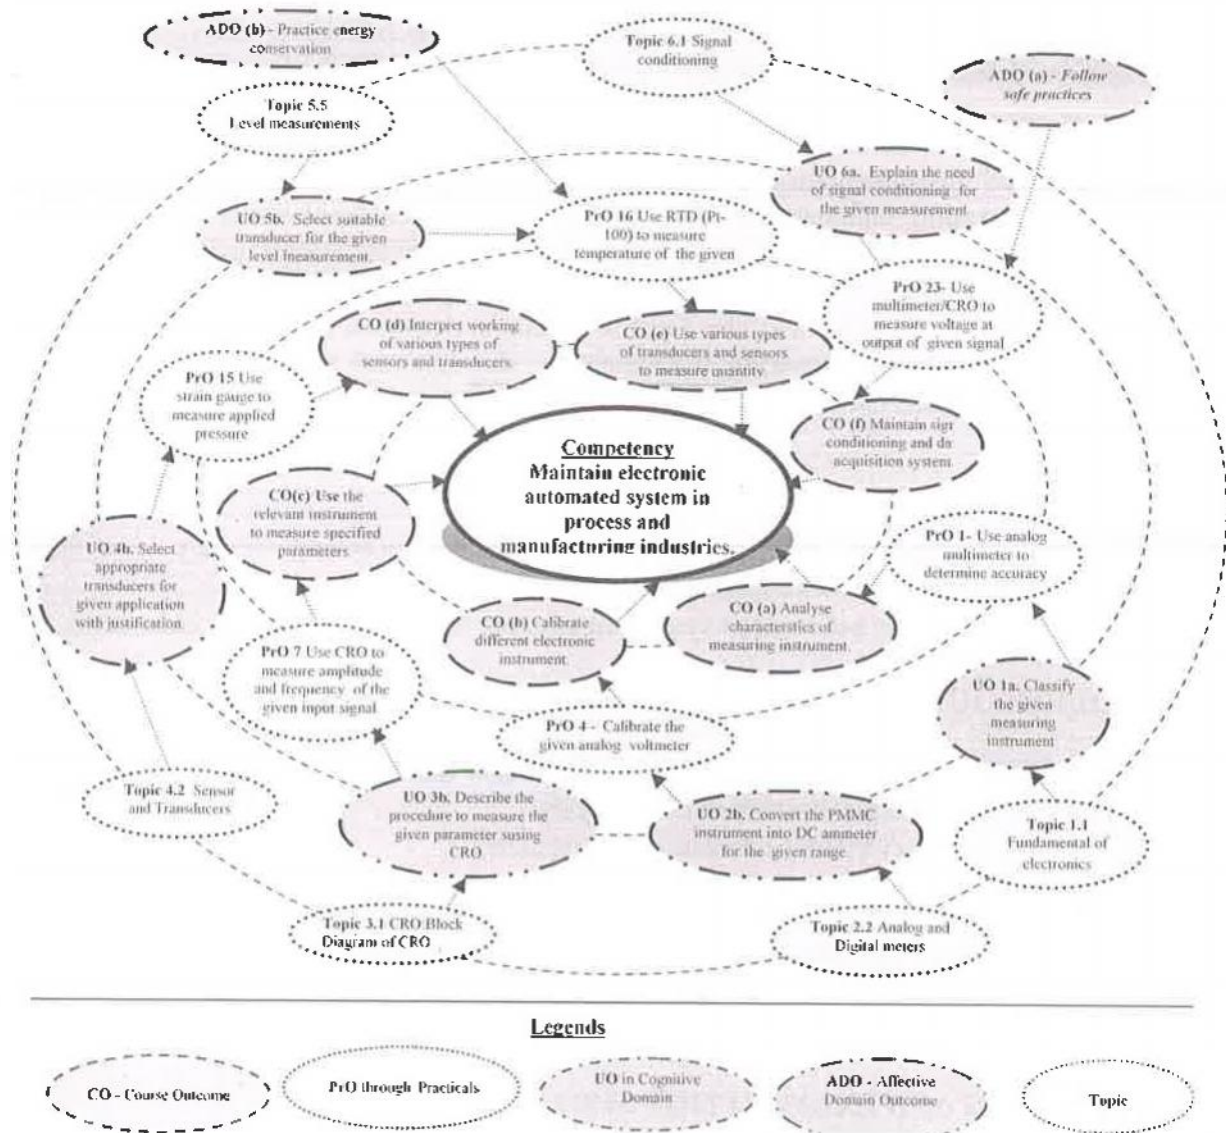 ADO (b) - Practice energy
conservation
Topic 6.1 Signal
conditioning
ADO (a) - Follow
safe practices
Topic 5.5
Level measurements
UO 6a. Explain the need
of signal conditioning for
the given measurement
UO 5b. Select suitable
transducer for the given
level measurement.
PrO 16 Use RTD (Pt-
100) to measure
temperature of the given
PrO 23- Use
multimeter/CRO to
measure voltage at
output of given signal
CO (d) Interpret working
of various types of
sensors and transducers.
CO (e) Use various types
of transducers and sensors
to measure quantity.
PrO 15 Use
strain gauge to
measure applied
pressure
CO (f) Maintain sigr
conditioning and da
acquisition system.
Competency
Maintain electronic
automated system in
process and
manufactoring industries.
CO(c) Use the
relevant instrument
to measure specified
parameters
PrO 1- Use analog
multimeter to
determine accuracy
UO 4b. Select
appropriate
transducers for
given application
with justification.
CO (b) Calibrate
different electronic
instrument.
CO (a) Analyse
characterstics of
measuring instrument.
PrO 7 Use CRO to
measure amplitude
and frequency of the
given input signal
UO 1a. Classify
the given
measuring
instrument
PrO 4 - Calibrate the
given analog voltmeter
Topic 4.2 Sensor
and Transducers
UO 3b. Describe the
procedure to measure the
given parameter susing
CRO
UO 2b. Convert the PMMC
instrument into DC ammeter
for the given range
Topic 1.1
Fundamental of
electronics
Topic 3.1 CRO Block
Diagram of CRO
Topic 2.2 Analog and
Digital meters
Legends
CO - Course Outcome
PrO through Practicals
UO in Cognitive
Domain
ADO - Affective
Domain Outcome
Topic